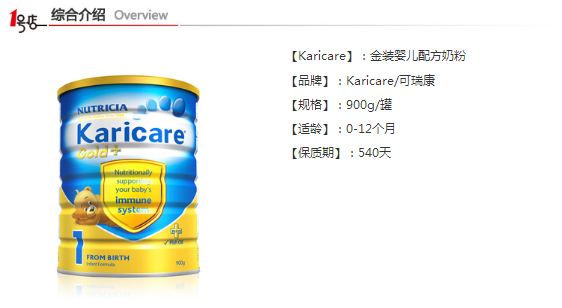 1号店 综合介绍 Overview
【Karicare】：金装婴儿配方奶粉
【品牌】：Karicare/可瑞康
【规格】：900g/罐
【适龄】：0-12个月
【保质期】：540天
NUTRICIA
Karicare
Gold+
Nutritionally
supporting
your baby's
immune
system
1
FROM BIRTH
Infant Formula
900g